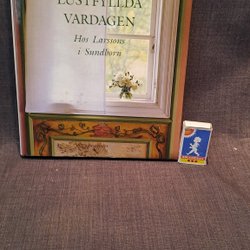 LUSTFYLLDA
VARDAGEN
Hos Larssons
i Sundborn